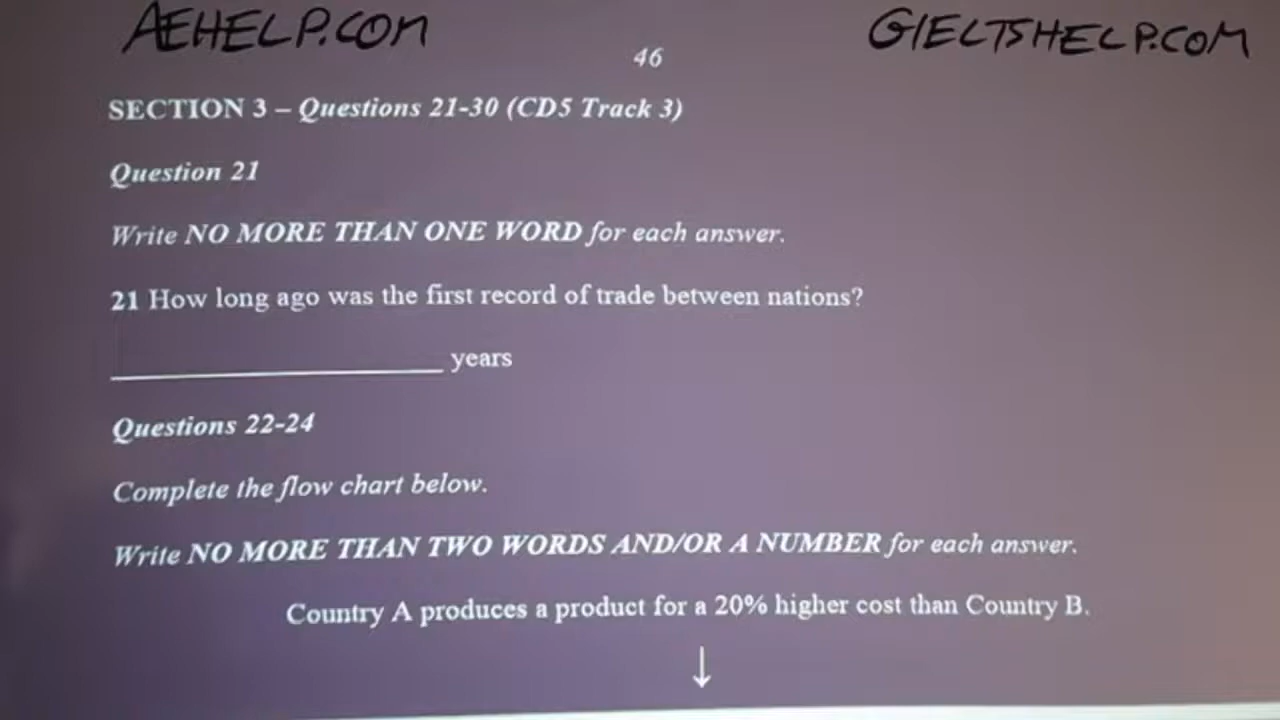 AEHELP.COM
GIELTSHELP.COM
46
SECTION 3 – Questions 21-30 (CD5 Track 3)
Question 21
Write NO MORE THAN ONE WORD for each answer.
21 How long ago was the first record of trade between nations?
____________________ years
Questions 22-24
Complete the flow chart below.
Write NO MORE THAN TWO WORDS AND/OR A NUMBER for each answer.
Country A produces a product for a 20% higher cost than Country B.
↓